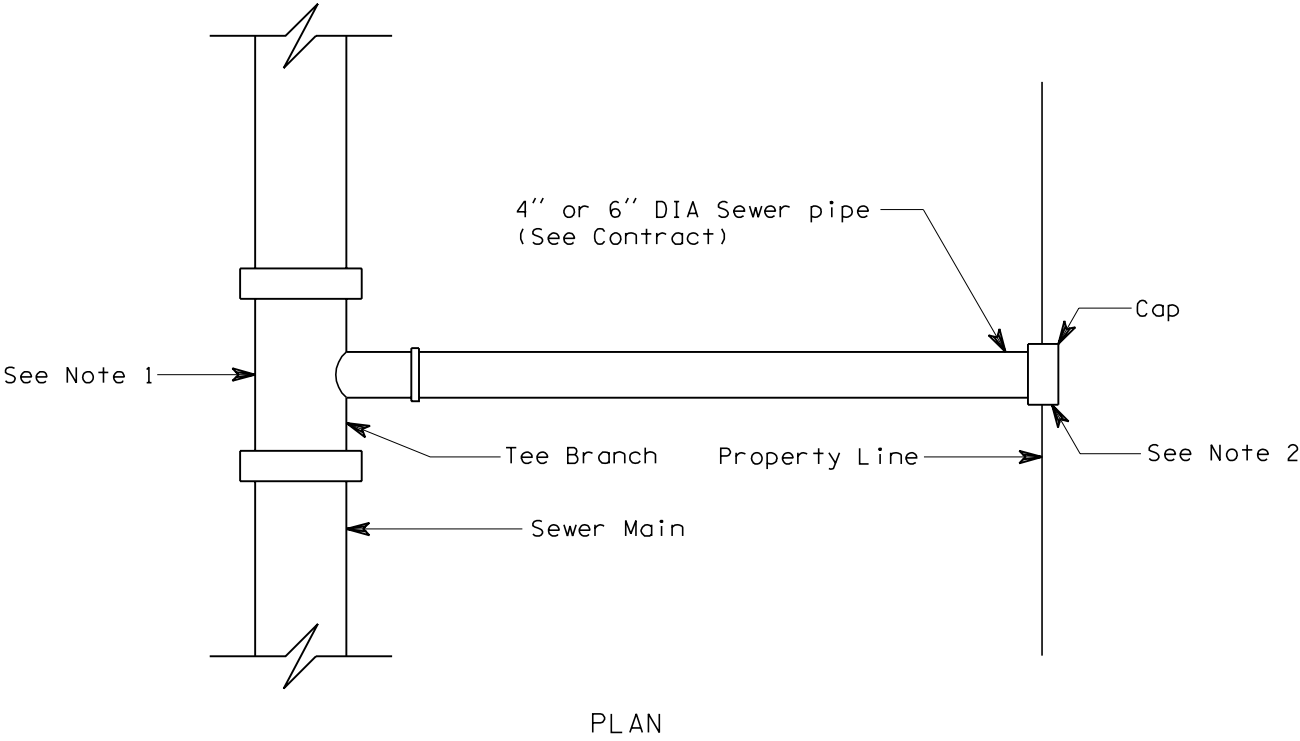 4" or 6" DIA Sewer pipe
(See Contract)
Cap
See Note 1
Tee Branch
Property Line
See Note 2
Sewer Main
PLAN